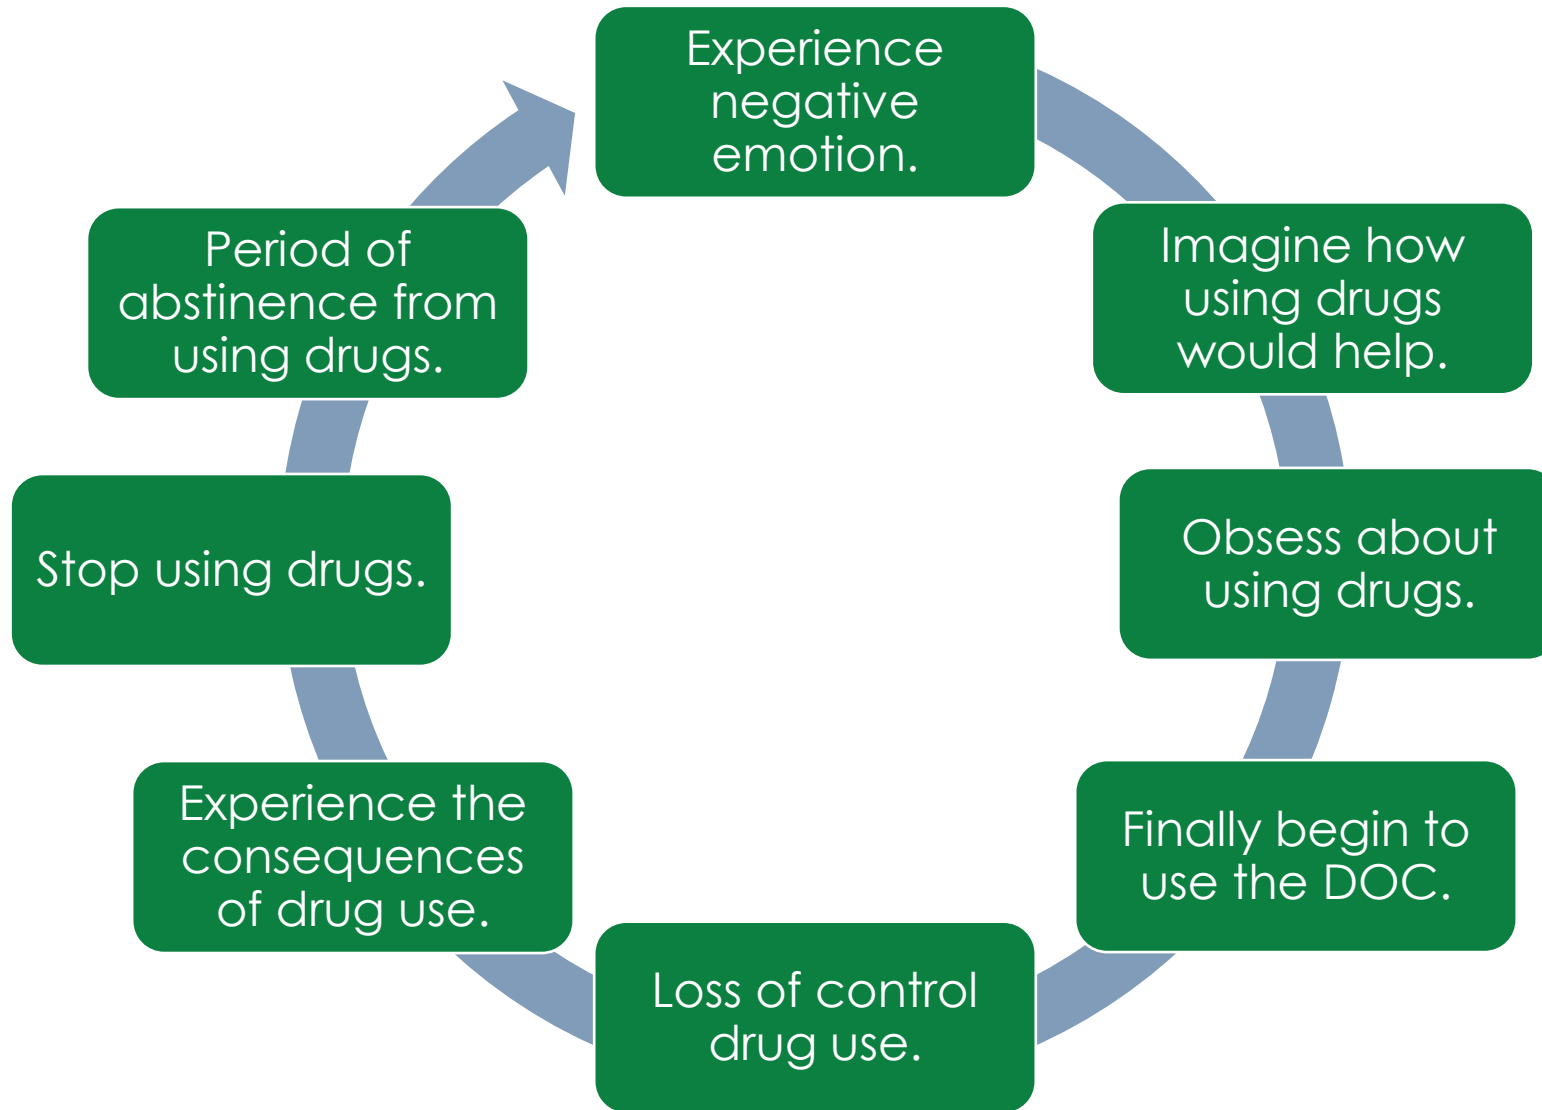 Experience
negative
emotion.
Imagine how
using drugs
would help.
Obsess about
using drugs.
Finally begin to
use the DOC.
Loss of control
drug use.
Experience the
consequences
of drug use.
Stop using drugs.
Period of
abstinence from
using drugs.